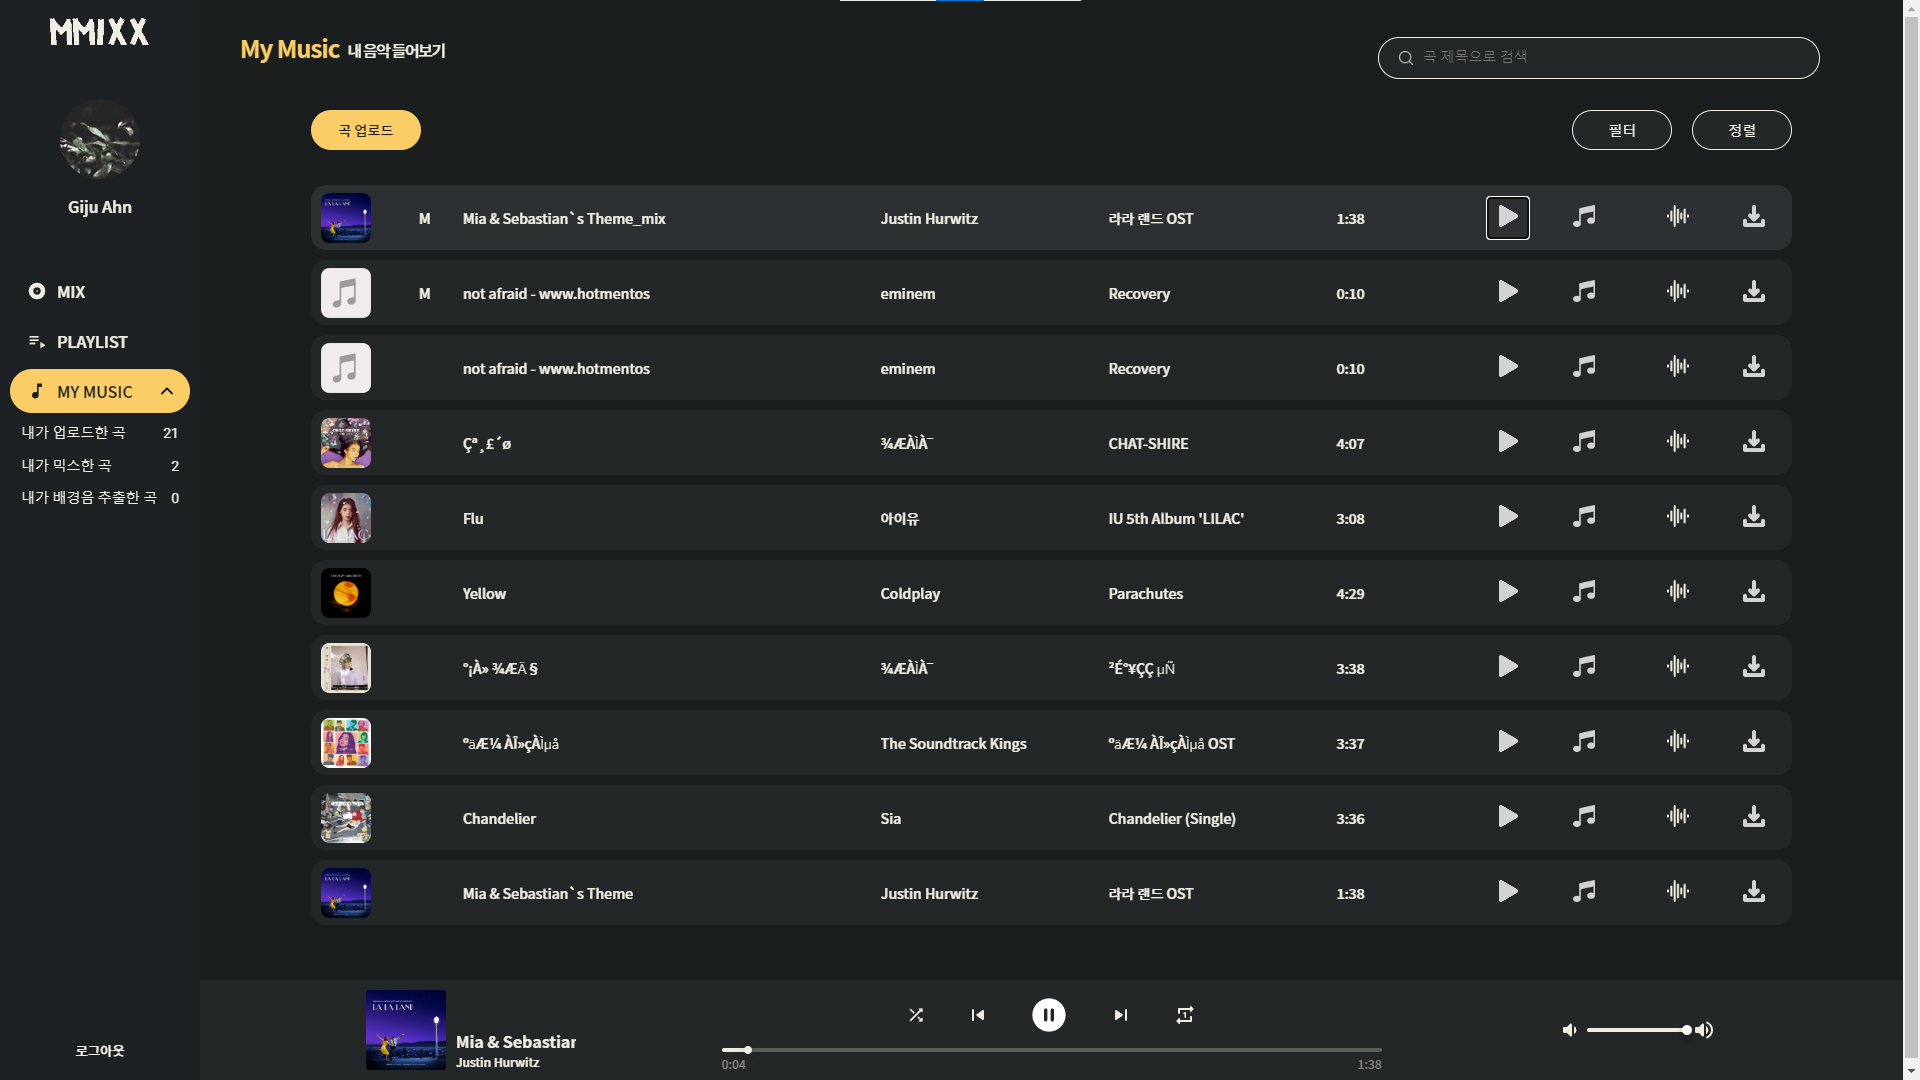 MMIXX
Giju Ahn
MIX
PLAYLIST
MY MUSIC
내가 업로드한 곡 21
내가 믹스한 곡 2
내가 배경음 추출한 곡 0
로그아웃
My Music 내 음악 들어보기
곡 제목으로 검색
곡 업로드
필터 정렬
M Mia & Sebastian`s Theme_mix Justin Hurwitz 라라 랜드 OST 1:38
M not afraid - www.hotmentos eminem Recovery 0:10
not afraid - www.hotmentos eminem Recovery 0:10
Çª¸£´ø ¾ÆÀÌÀ¯ CHAT-SHIRE 4:07
Flu 아이유 IU 5th Album 'LILAC' 3:08
Yellow Coldplay Parachutes 4:29
°¡À» ¾ÆÄ§ ¾ÆÀÌÀ¯ ²É°¥ÇÇ µÑ 3:38
ºäÆ¼ ÀÎ»çÀÌµå The Soundtrack Kings ºäÆ¼ ÀÎ»çÀÌµå OST 3:37
Chandelier Sia Chandelier (Single) 3:36
Mia & Sebastian`s Theme Justin Hurwitz 라라 랜드 OST 1:38
LA LA LAND
Mia & Sebastian
Justin Hurwitz
0:04 1:38